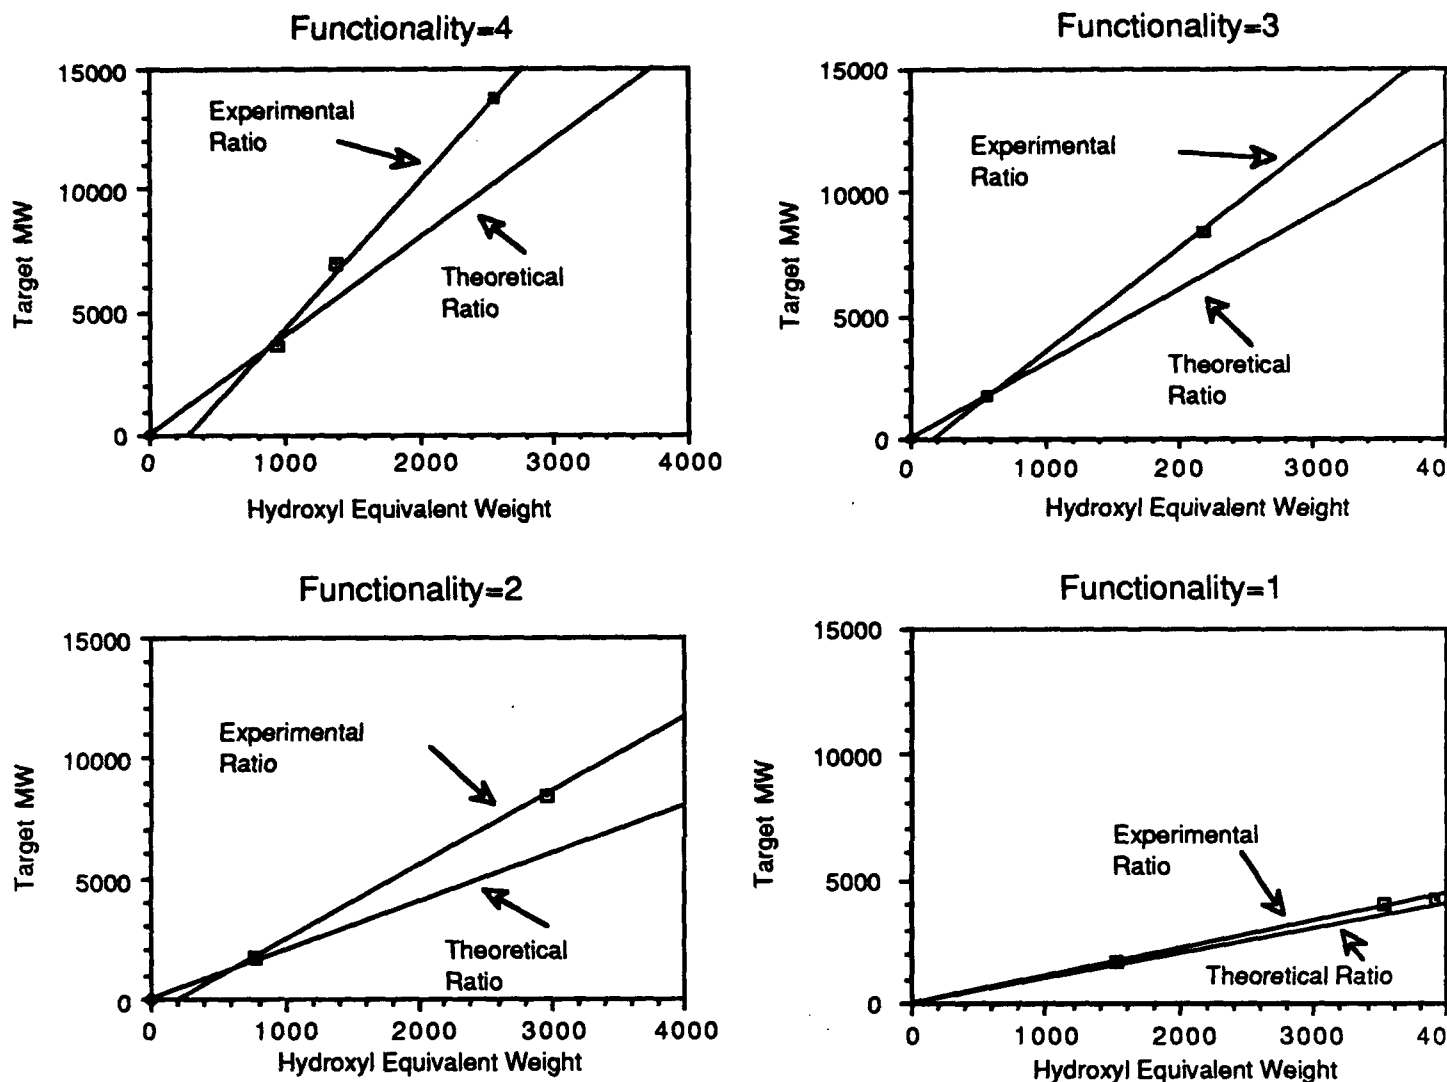 Functionality=4
15000
10000
5000
0
Target MW
Experimental
Ratio
Theoretical
Ratio
0 1000 2000 3000 4000
Hydroxyl Equivalent Weight
Functionality=3
15000
10000
5000
0
Target MW
Experimental
Ratio
Theoretical
Ratio
0 1000 2000 3000 40
Hydroxyl Equivalent Weight
Functionality=2
15000
10000
5000
0
Target MW
Experimental
Ratio
Theoretical
Ratio
0 1000 2000 3000 4000
Hydroxyl Equivalent Weight
Functionality=1
15000
10000
5000
0
Target MW
Experimental
Ratio
Theoretical Ratio
0 1000 2000 3000 40
Hydroxyl Equivalent Weight